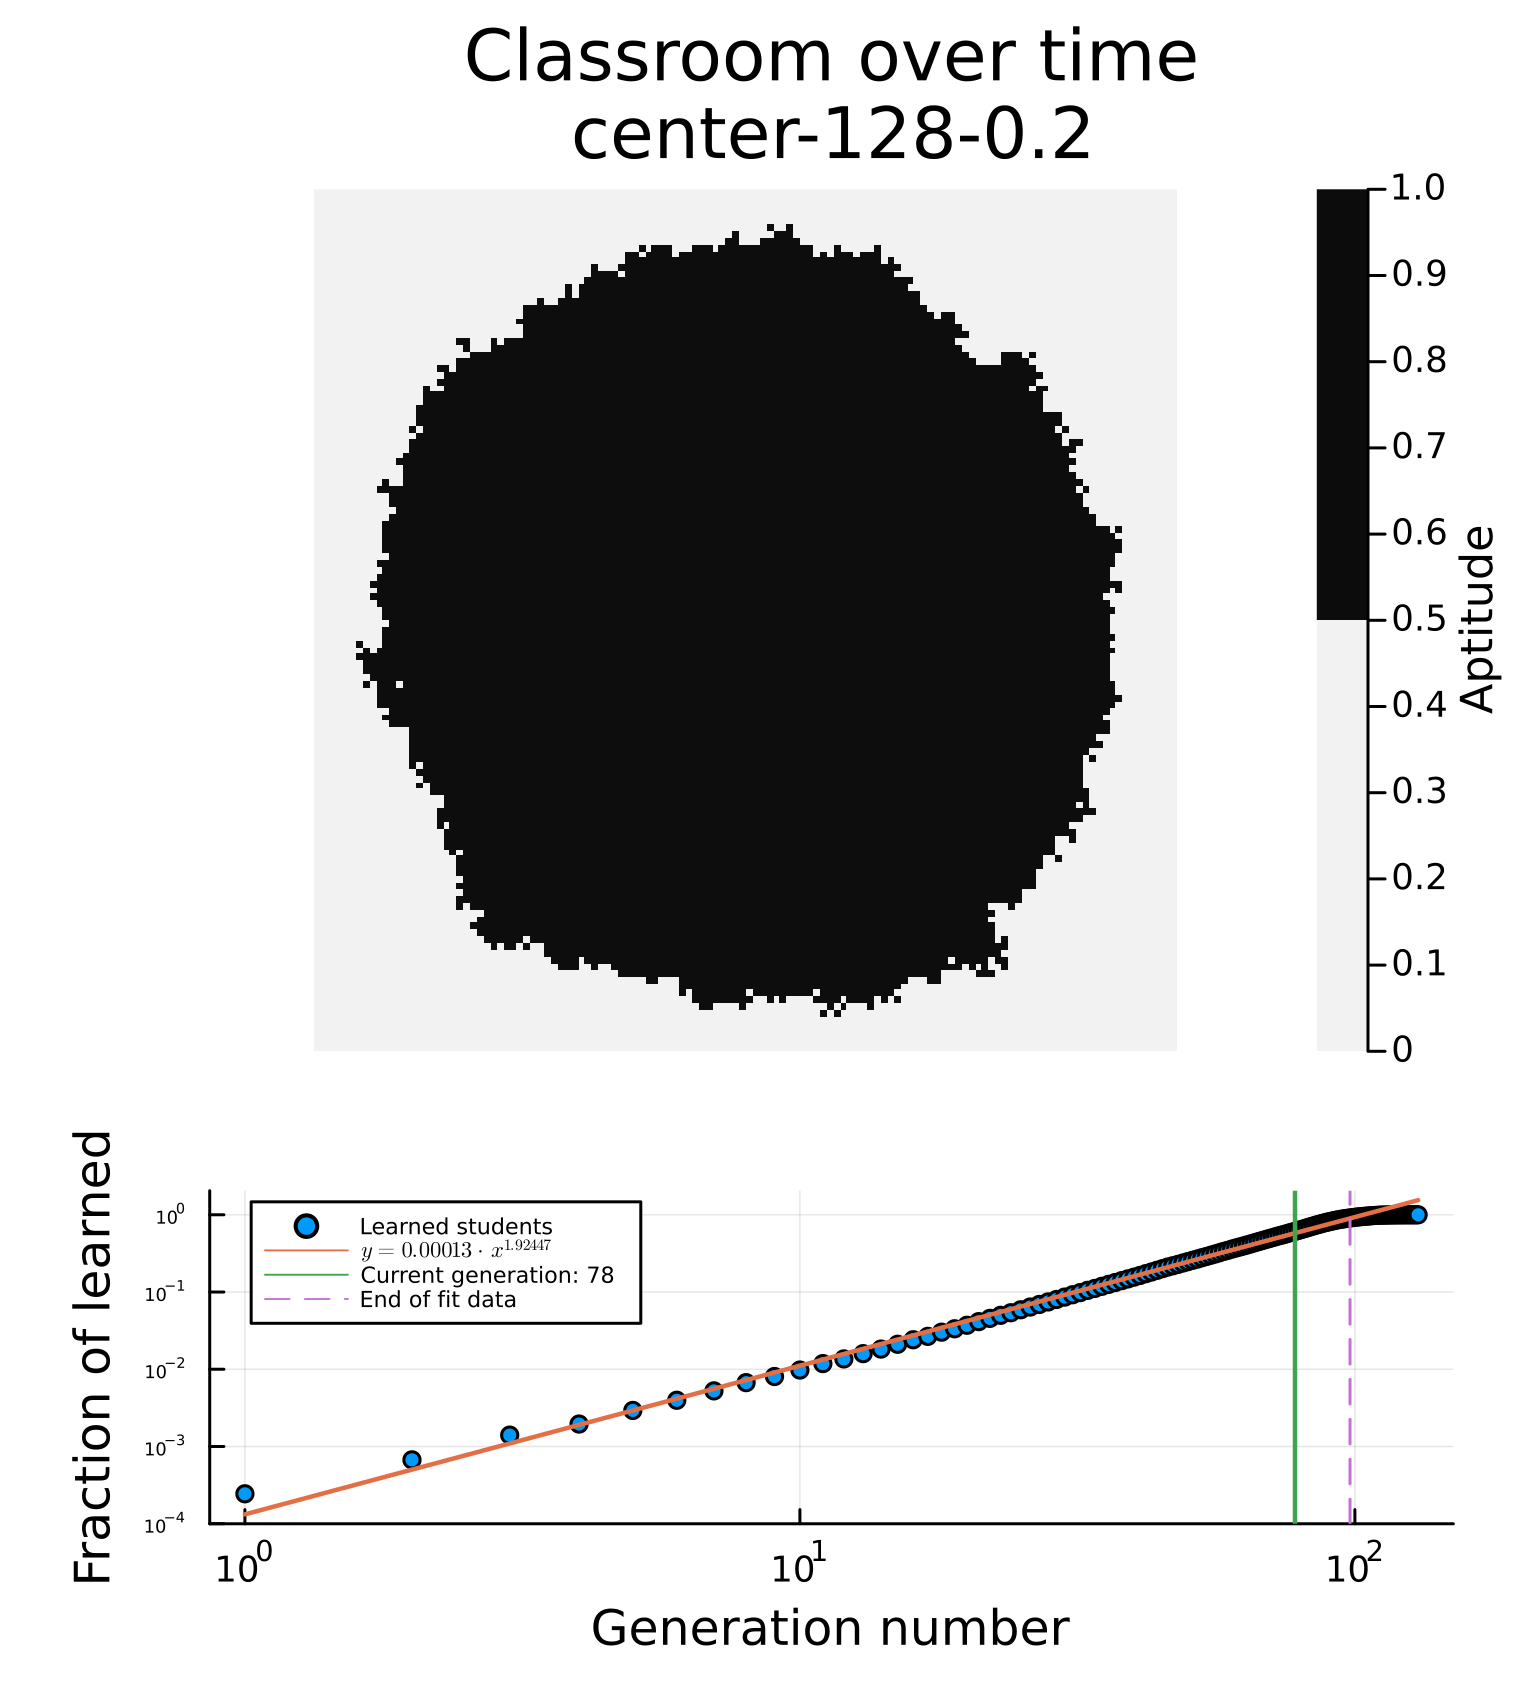 Classroom over time
center-128-0.2
1.0
0.9
0.8
0.7
0.6
0.5
0.4
0.3
0.2
0.1
0
Aptitude
Fraction of learned
10⁰
10⁻¹
10⁻²
10⁻³
10⁻⁴
Learned students
y = 0.00013 · x^1.92447
Current generation: 78
End of fit data
10⁰
10¹
10²
Generation number